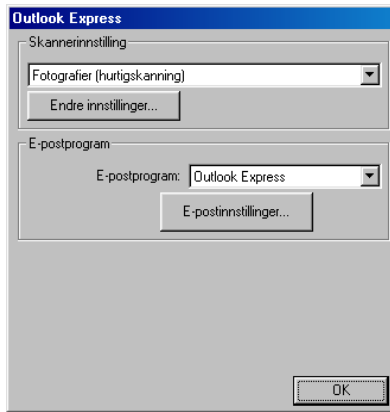 Outlook Express
Skannerinnstilling
Fotografier (hurtigskanning)
Endre innstillinger...
E-postprogram
E-postprogram: Outlook Express
E-postinnstillinger...
OK